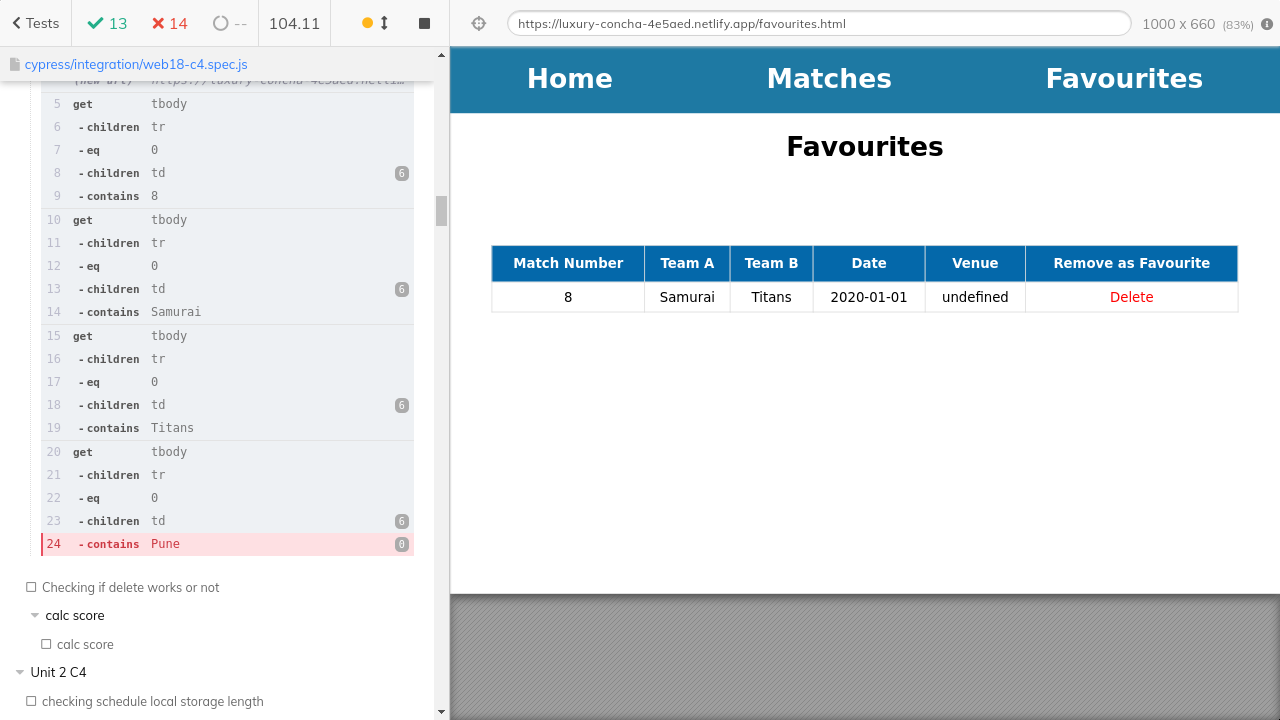 Tests 13 14 -- 104.11
cypress/integration/web18-c4.spec.js
5 get tbody
6 -children tr
7 -eq 0
8 -children td 6
9 -contains 8
10 get tbody
11 -children tr
12 -eq 0
13 -children td 6
14 -contains Samurai
15 get tbody
16 -children tr
17 -eq 0
18 -children td 6
19 -contains Titans
20 get tbody
21 -children tr
22 -eq 0
23 -children td 6
24 -contains Pune 0
Checking if delete works or not
calc score
calc score
Unit 2 C4
checking schedule local storage length
https://luxury-concha-4e5aed.netlify.app/favourites.html 1000 x 660 (83%)
Home Matches Favourites
Favourites
Match Number Team A Team B Date Venue Remove as Favourite
8 Samurai Titans 2020-01-01 undefined Delete